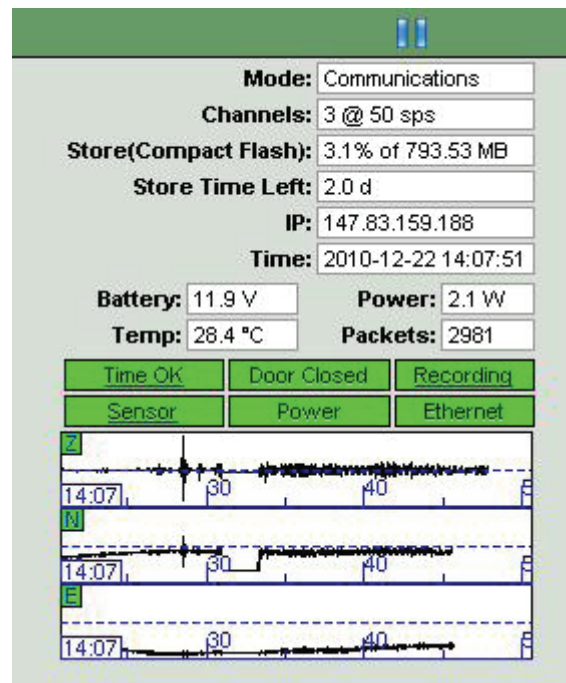 Mode: Communications
Channels: 3 @ 50 sps
Store(Compact Flash): 3.1% of 793.53 MB
Store Time Left: 2.0 d
IP: 147.83.159.188
Time: 2010-12-22 14:07:51
Battery: 11.9 V Power: 2.1 W
Temp: 28.4 °C Packets: 2981
Time OK Door Closed Recording
Sensor Power Ethernet
Z
14:07 30 40
N
14:07 30 40
E
14:07 30 40